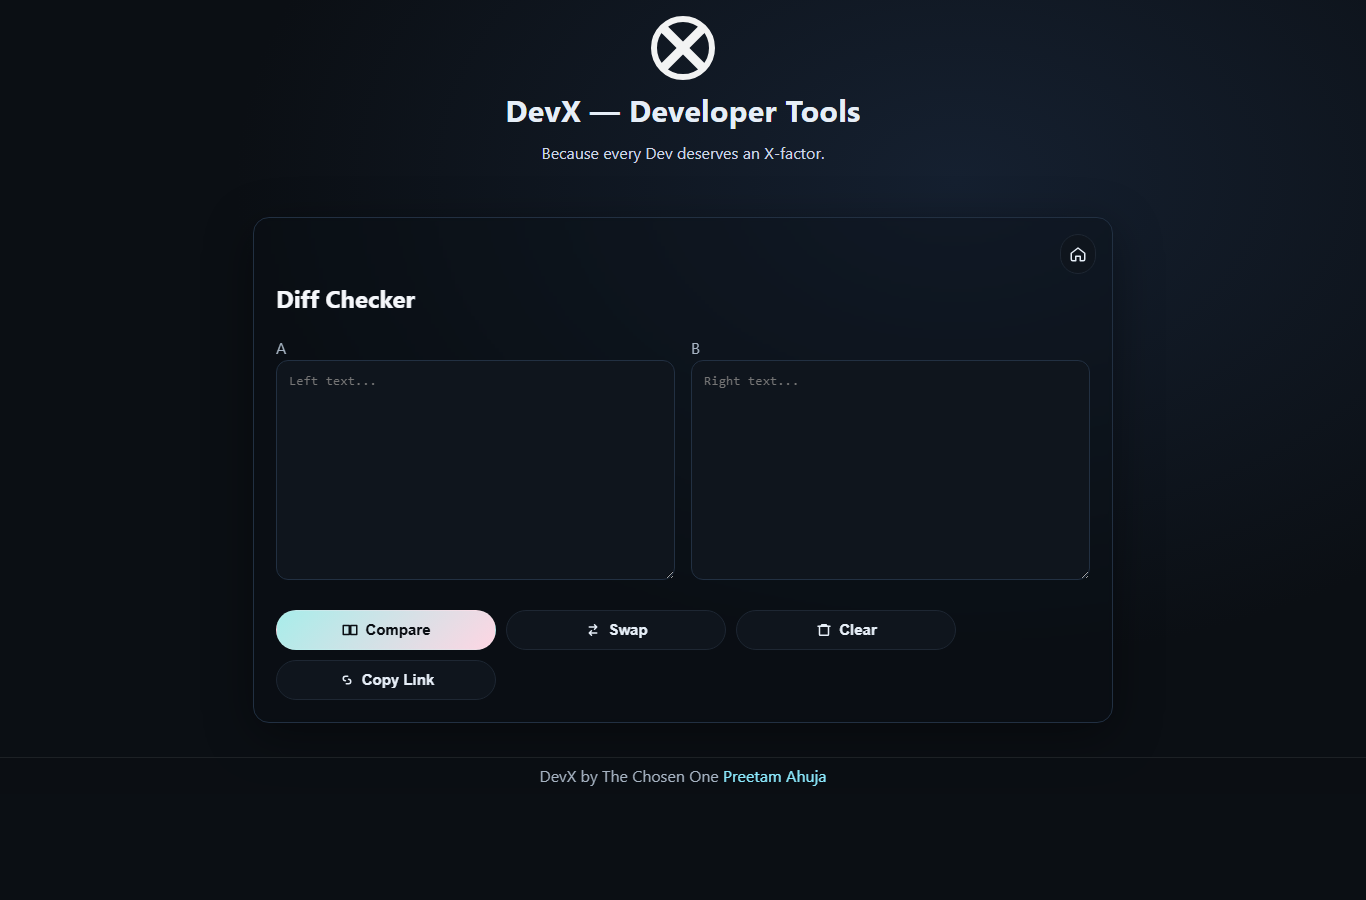 DevX — Developer Tools
Because every Dev deserves an X-factor.
Diff Checker
A
B
Left text...
Right text...
Compare
Swap
Clear
Copy Link
DevX by The Chosen One Preetam Ahuja